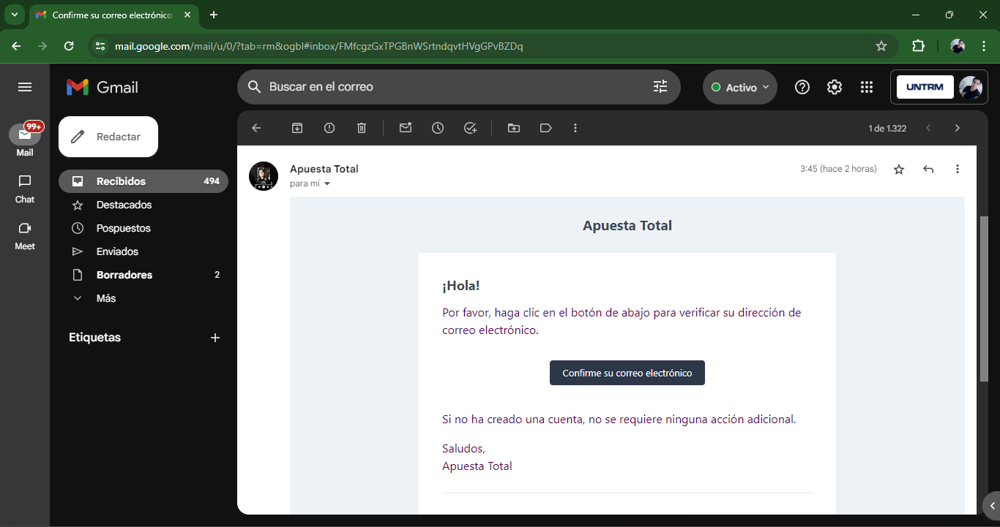 Confirme su correo electrónico
mail.google.com/mail/u/0/?tab=rm&ogbl#inbox/FMfcgzGxTPGBnWSrtndqvtHVgGPvBZDq
Gmail
Buscar en el correo
Activo
UNTRM
99+
Mail
Chat
Meet
Redactar
Recibidos 494
Destacados
Pospuestos
Enviados
Borradores 2
Más
Etiquetas
1 de 1.322
Apuesta Total
para mí
3:45 (hace 2 horas)
Apuesta Total
¡Hola!
Por favor, haga clic en el botón de abajo para verificar su dirección de
correo electrónico.
Confirme su correo electrónico
Si no ha creado una cuenta, no se requiere ninguna acción adicional.
Saludos,
Apuesta Total